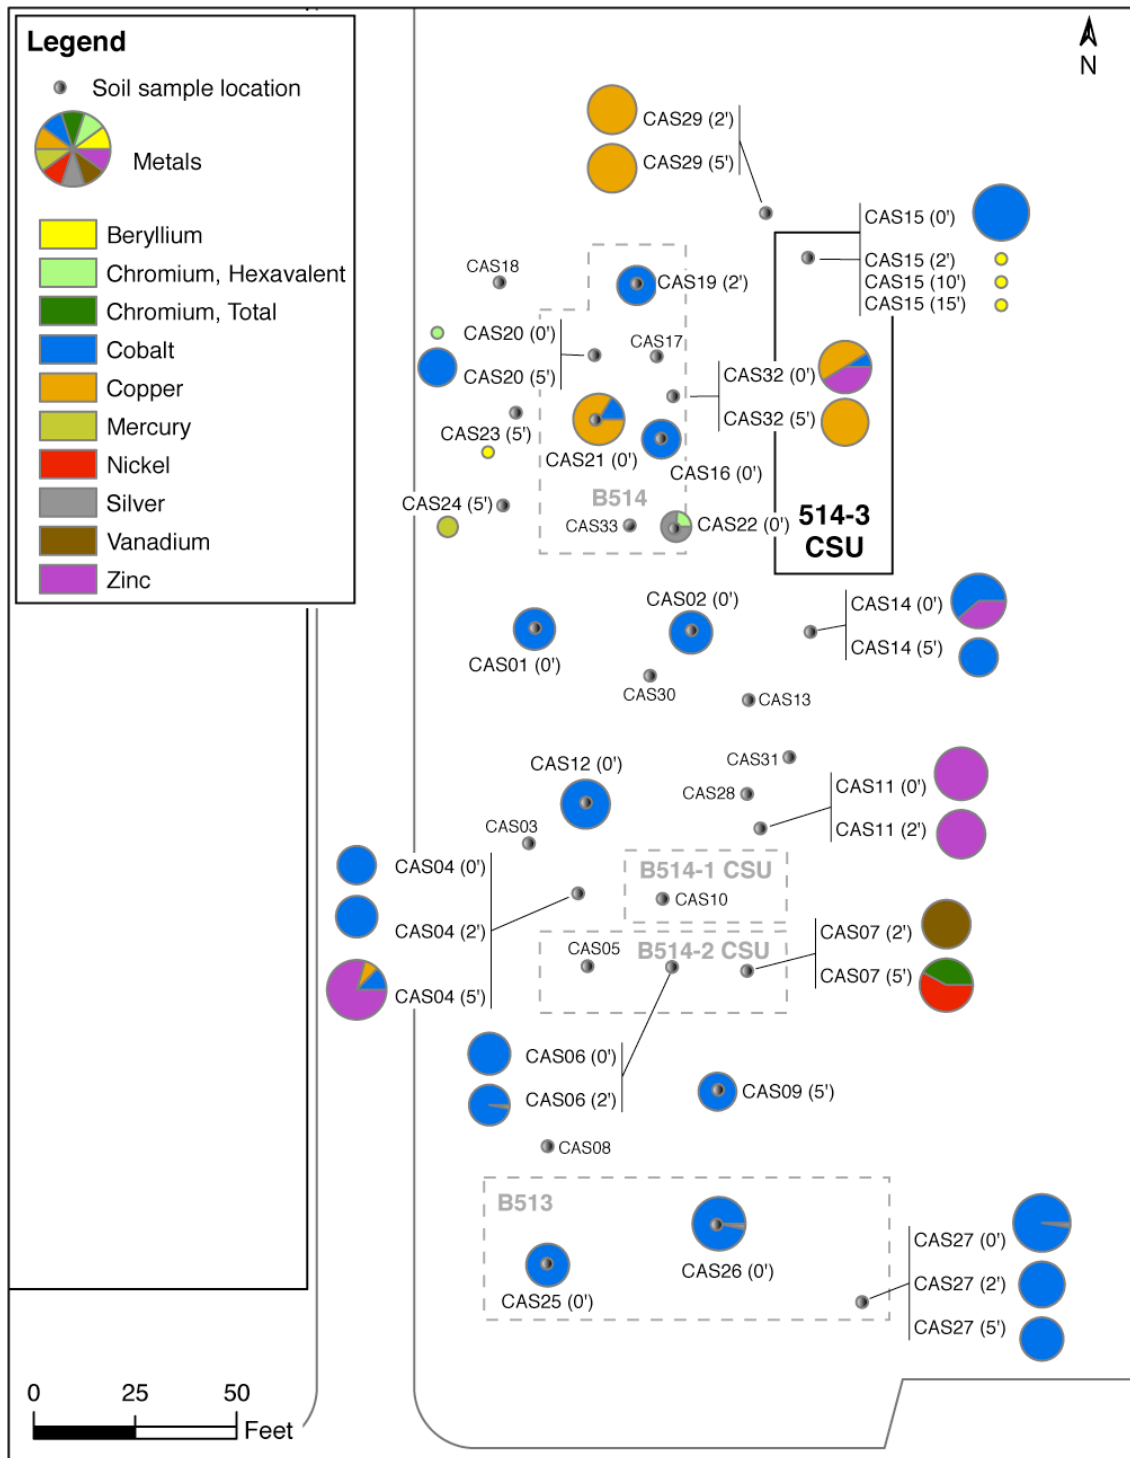 Legend
Soil sample location
Metals
Beryllium
Chromium, Hexavalent
Chromium, Total
Cobalt
Copper
Mercury
Nickel
Silver
Vanadium
Zinc
N
CAS29 (2')
CAS29 (5')
CAS15 (0')
CAS15 (2')
CAS15 (10')
CAS15 (15')
CAS18
CAS19 (2')
CAS20 (0')
CAS20 (5')
CAS17
CAS32 (0')
CAS32 (5')
CAS23 (5')
CAS21 (0')
CAS16 (0')
B514
CAS24 (5')
CAS33
CAS22 (0')
514-3
CSU
CAS02 (0')
CAS14 (0')
CAS14 (5')
CAS01 (0')
CAS30
CAS13
CAS31
CAS12 (0')
CAS28
CAS11 (0')
CAS11 (2')
CAS03
CAS04 (0')
CAS04 (2')
CAS04 (5')
B514-1 CSU
CAS10
CAS05
B514-2 CSU
CAS07 (2')
CAS07 (5')
CAS06 (0')
CAS06 (2')
CAS09 (5')
CAS08
B513
CAS26 (0')
CAS25 (0')
CAS27 (0')
CAS27 (2')
CAS27 (5')
0 25 50
Feet